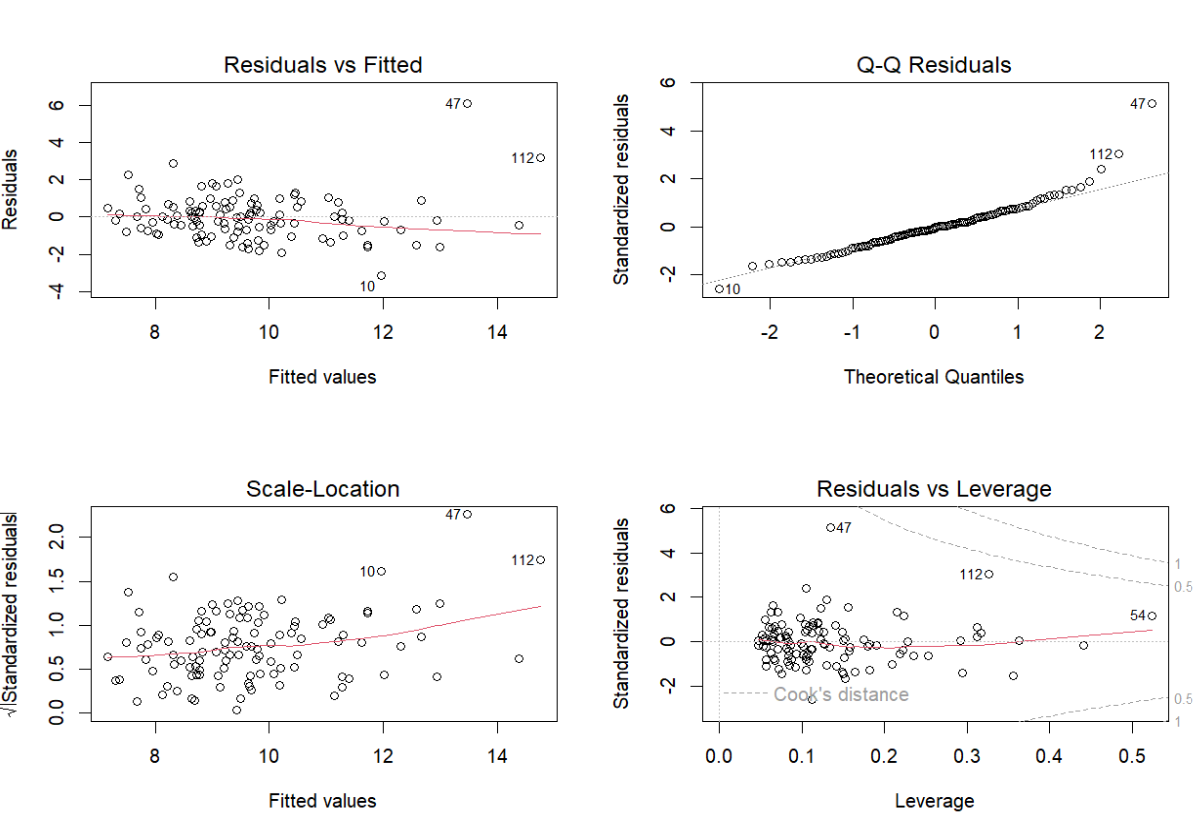 Residuals vs Fitted
Residuals
6
4
2
0
-2
-4
47
112
10
8 10 12 14
Fitted values
Q-Q Residuals
Standardized residuals
6
4
2
0
-2
47
112
10
-2 -1 0 1 2
Theoretical Quantiles
Scale-Location
√|Standardized residuals|
2.0
1.5
1.0
0.5
0.0
47
10
112
8 10 12 14
Fitted values
Residuals vs Leverage
Standardized residuals
6
4
2
0
-2
47
112
54
1
0.5
0.5
1
Cook's distance
0.0 0.1 0.2 0.3 0.4 0.5
Leverage